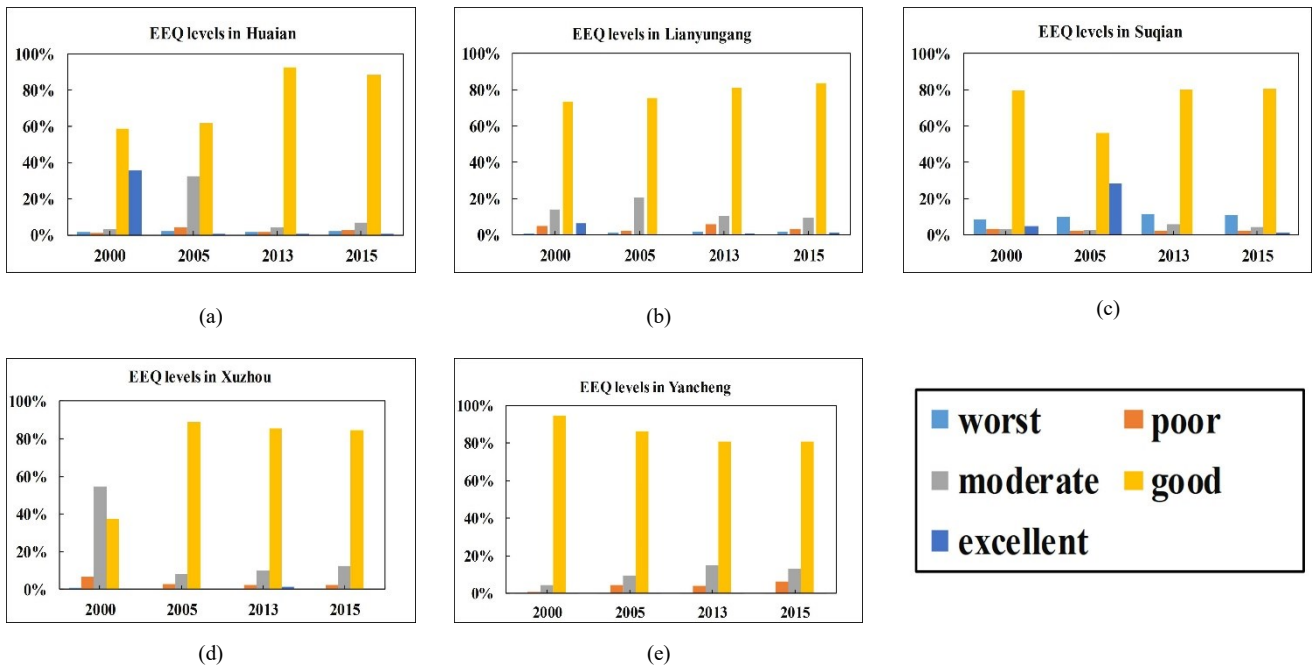 EEQ levels in Huaian
100%
80%
60%
40%
20%
0%
2000 2005 2013 2015
(a)
EEQ levels in Lianyungang
100%
80%
60%
40%
20%
0%
2000 2005 2013 2015
(b)
EEQ levels in Suqian
100%
80%
60%
40%
20%
0%
2000 2005 2013 2015
(c)
EEQ levels in Xuzhou
100%
80%
60%
40%
20%
0%
2000 2005 2013 2015
(d)
EEQ levels in Yancheng
100%
80%
60%
40%
20%
0%
2000 2005 2013 2015
(e)
worst poor
moderate good
excellent